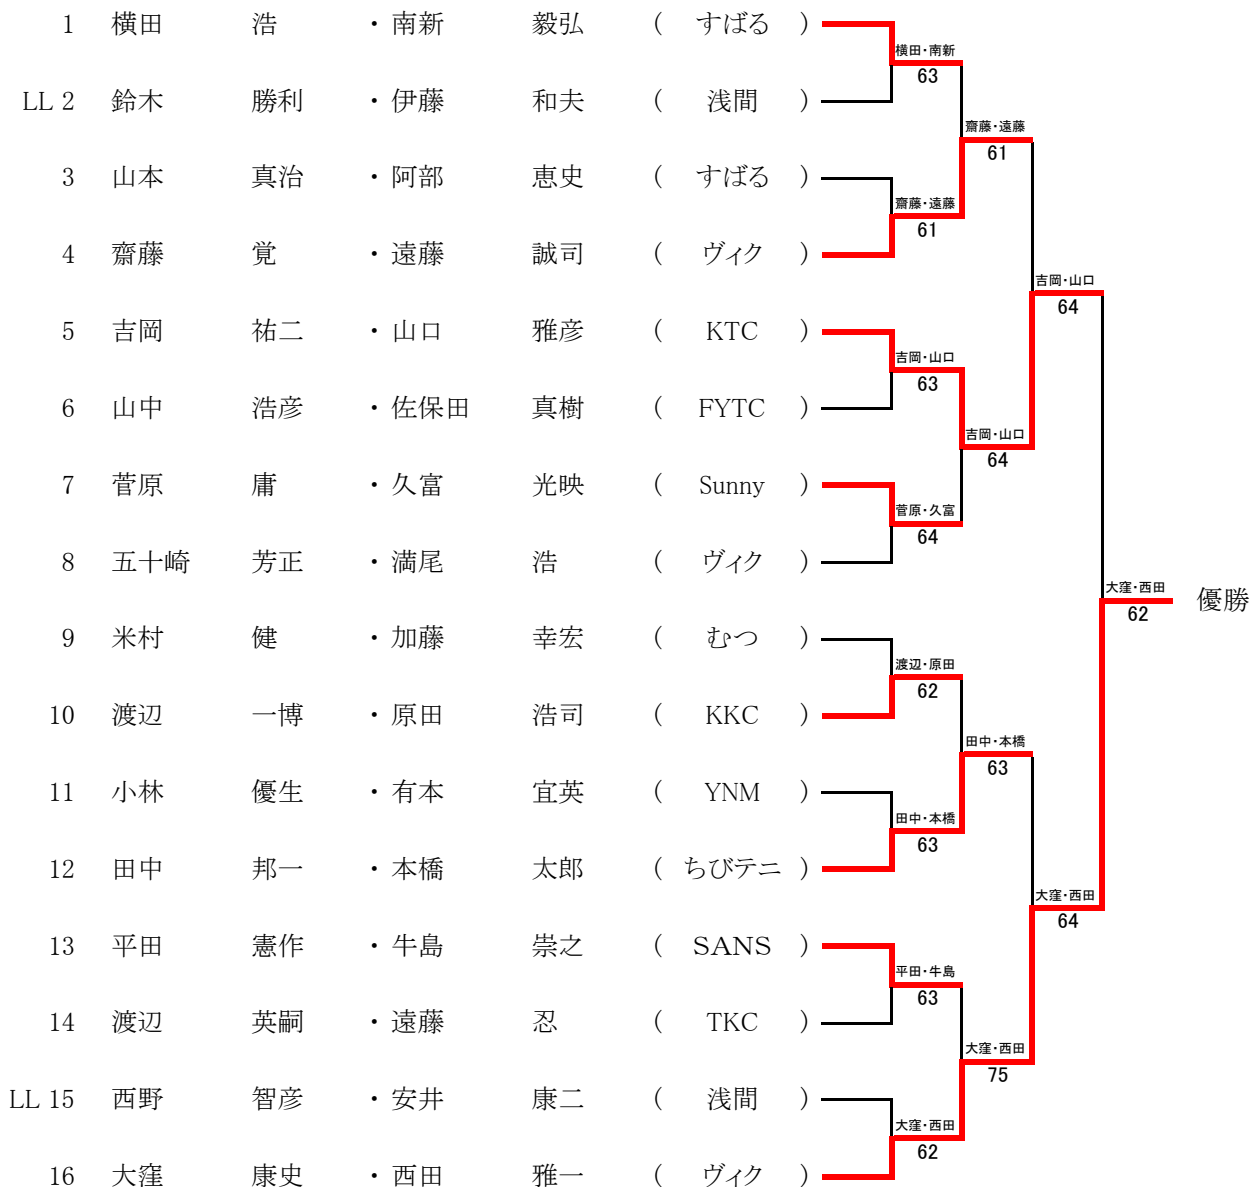 1 横田 浩 ・南新 毅弘 ( すばる )
横田・南新
63
LL 2 鈴木 勝利 ・伊藤 和夫 ( 浅間 )
齋藤・遠藤
61
3 山本 真治 ・阿部 恵史 ( すばる )
齋藤・遠藤
61
4 齋藤 覚 ・遠藤 誠司 ( ヴィク )
吉岡・山口
64
5 吉岡 祐二 ・山口 雅彦 ( KTC )
吉岡・山口
63
6 山中 浩彦 ・佐保田 真樹 ( FYTC )
吉岡・山口
64
7 菅原 庸 ・久富 光映 ( Sunny )
菅原・久富
64
8 五十崎 芳正 ・満尾 浩 ( ヴィク )
大窪・西田
62
優勝
9 米村 健 ・加藤 幸宏 ( むつ )
渡辺・原田
62
10 渡辺 一博 ・原田 浩司 ( KKC )
田中・本橋
63
11 小林 優生 ・有本 宜英 ( YNM )
田中・本橋
63
12 田中 邦一 ・本橋 太郎 ( ちびテニ )
大窪・西田
64
13 平田 憲作 ・牛島 崇之 ( SANS )
平田・牛島
63
14 渡辺 英嗣 ・遠藤 忍 ( TKC )
大窪・西田
75
LL 15 西野 智彦 ・安井 康二 ( 浅間 )
大窪・西田
62
16 大窪 康史 ・西田 雅一 ( ヴィク )